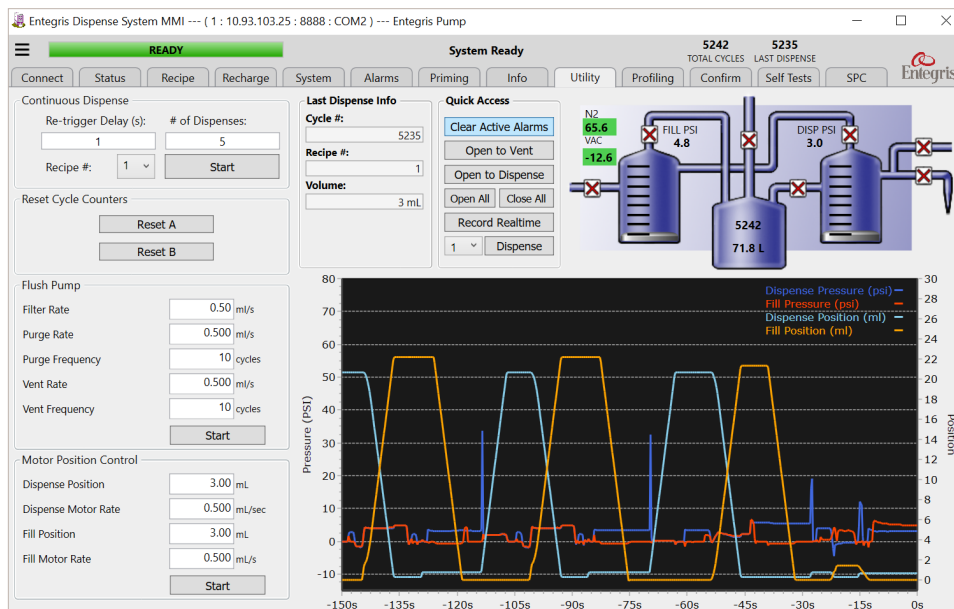 Entegris Dispense System MMI --- ( 1 : 10.93.103.25 : 8888 : COM2 ) --- Entegris Pump
READY
System Ready
5242
TOTAL CYCLES
5235
LAST DISPENSE
Entegris
Connect
Status
Recipe
Recharge
System
Alarms
Priming
Info
Utility
Profiling
Confirm
Self Tests
SPC
Continuous Dispense
Re-trigger Delay (s):
# of Dispenses:
1
5
Recipe #:
1
Start
Reset Cycle Counters
Reset A
Reset B
Flush Pump
Filter Rate
0.50 ml/s
Purge Rate
0.500 ml/s
Purge Frequency
10 cycles
Vent Rate
0.500 ml/s
Vent Frequency
10 cycles
Start
Motor Position Control
Dispense Position
3.00 mL
Dispense Motor Rate
0.500 mL/sec
Fill Position
3.00 mL
Fill Motor Rate
0.500 mL/s
Start
Last Dispense Info
Cycle #:
5235
Recipe #:
1
Volume:
3 mL
Quick Access
Clear Active Alarms
Open to Vent
Open to Dispense
Open All
Close All
Record Realtime
1
Dispense
N2
65.6
VAC
-12.6
FILL PSI
4.8
DISP PSI
3.0
5242
71.8 L
Dispense Pressure (psi)
Fill Pressure (psi)
Dispense Position (ml)
Fill Position (ml)
Pressure (PSI)
80
70
60
50
40
30
20
10
0
-10
Position
30
28
26
24
22
20
18
16
14
12
10
8
6
4
2
0
-150s
-135s
-120s
-105s
-90s
-75s
-60s
-45s
-30s
-15s
0s